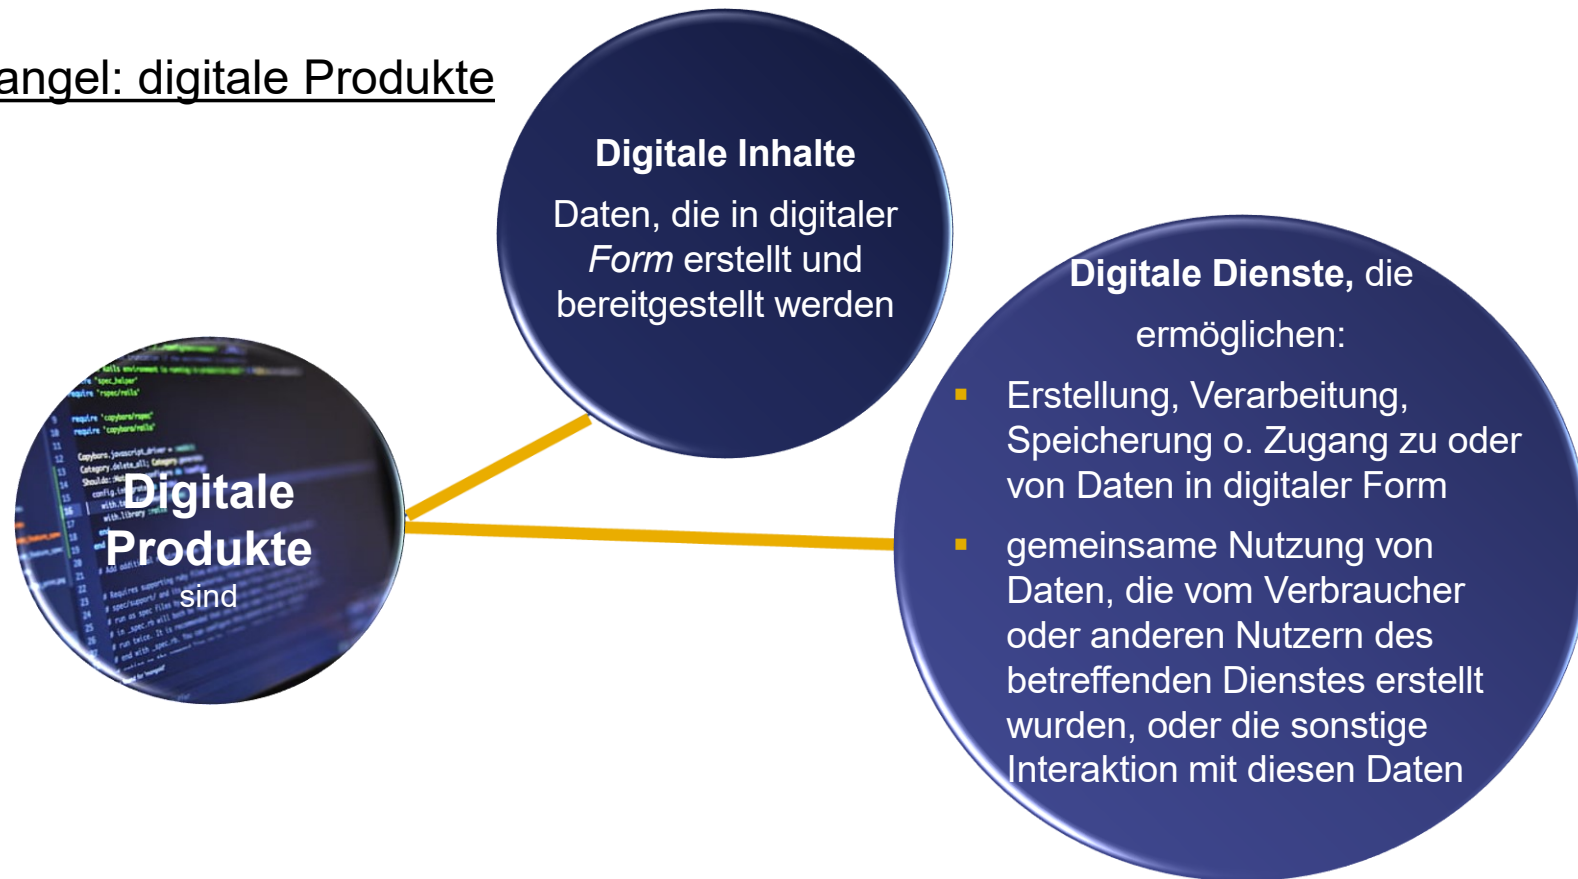 angel: digitale Produkte
Digitale Inhalte
Daten, die in digitaler
Form erstellt und
bereitgestellt werden
Digitale Dienste, die
ermöglichen:
Erstellung, Verarbeitung,
Speicherung o. Zugang zu oder
von Daten in digitaler Form
gemeinsame Nutzung von
Daten, die vom Verbraucher
oder anderen Nutzern des
betreffenden Dienstes erstellt
wurden, oder die sonstige
Interaktion mit diesen Daten
Digitale
Produkte
sind